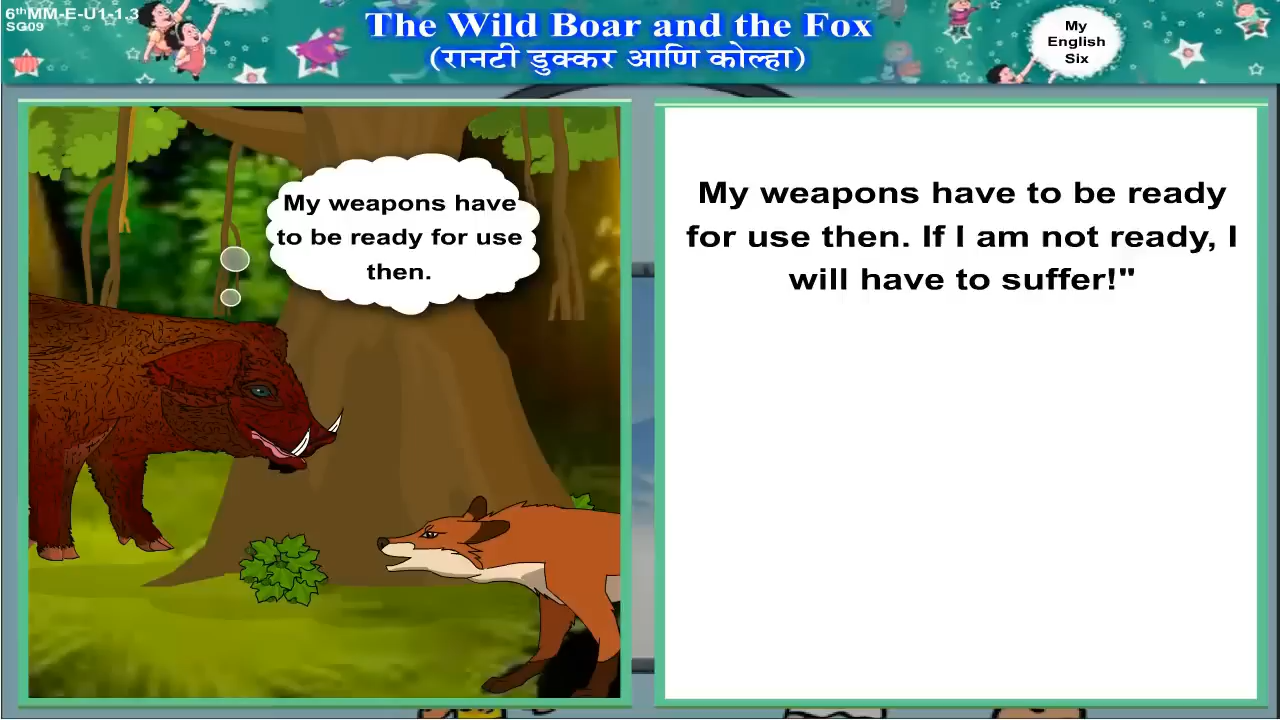 6thMM-E-U1-1.3
SG09
The Wild Boar and the Fox
(रानटी डुक्कर आणि कोल्हा)
My
English
Six
My weapons have
to be ready for use
then.
My weapons have to be ready
for use then. If I am not ready, I
will have to suffer!"